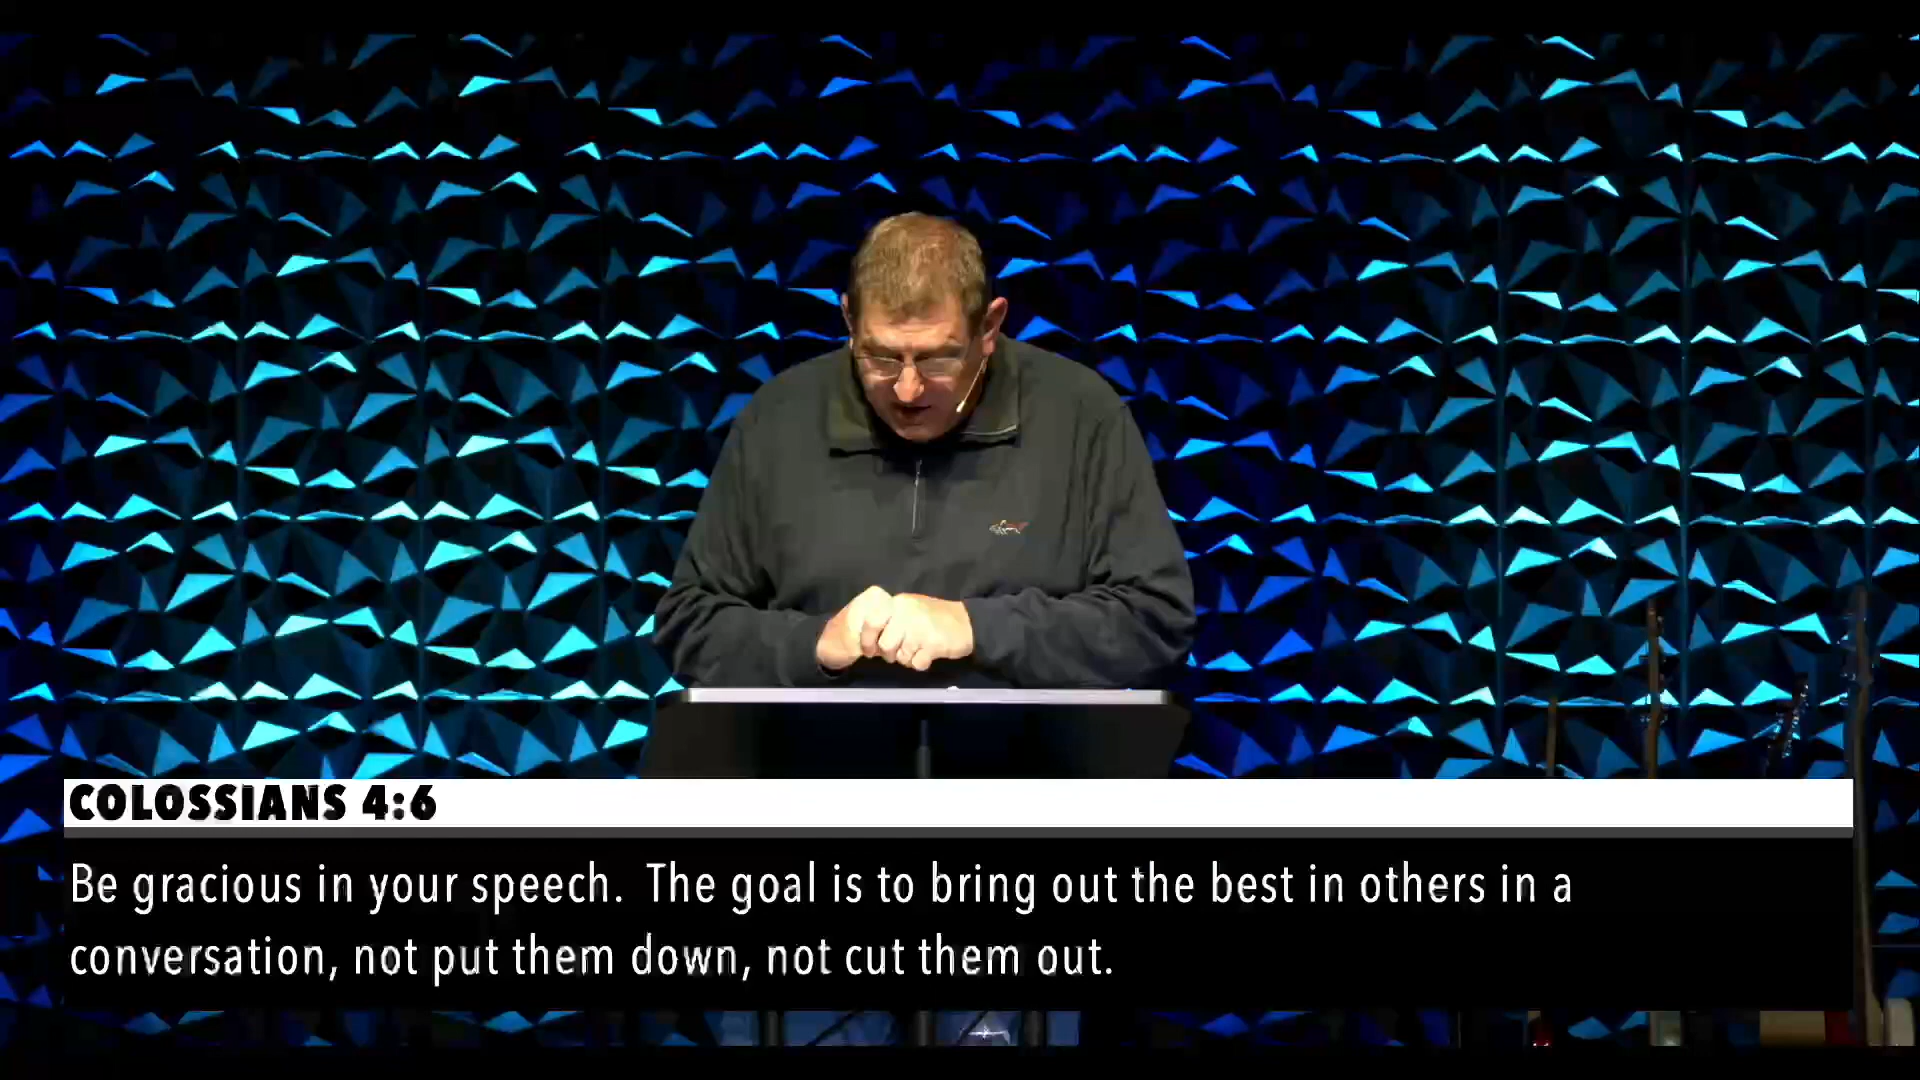 COLOSSIANS 4:6
Be gracious in your speech. The goal is to bring out the best in others in a
conversation, not put them down, not cut them out.